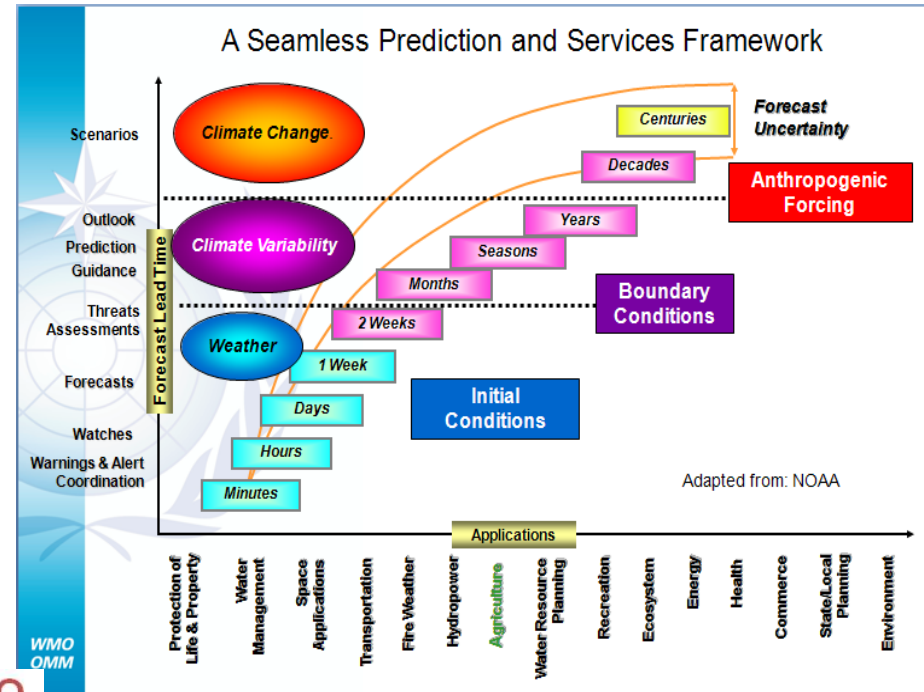 A Seamless Prediction and Services Framework
Scenarios
Outlook
Prediction
Guidance
Threats
Assessments
Forecasts
Watches
Warnings & Alert
Coordination
Forecast Lead Time
Climate Change.
Climate Variability
Weather
Centuries
Decades
Years
Seasons
Months
2 Weeks
1 Week
Days
Hours
Minutes
Forecast
Uncertainty
Anthropogenic
Forcing
Boundary
Conditions
Initial
Conditions
Adapted from: NOAA
Applications
Protection of
Life & Property
Water
Management
Space
Applications
Transportation
Fire Weather
Hydropower
Agriculture
Water Resource
Planning
Recreation
Ecosystem
Energy
Health
Commerce
State/Local
Planning
Environment
WMO
OMM